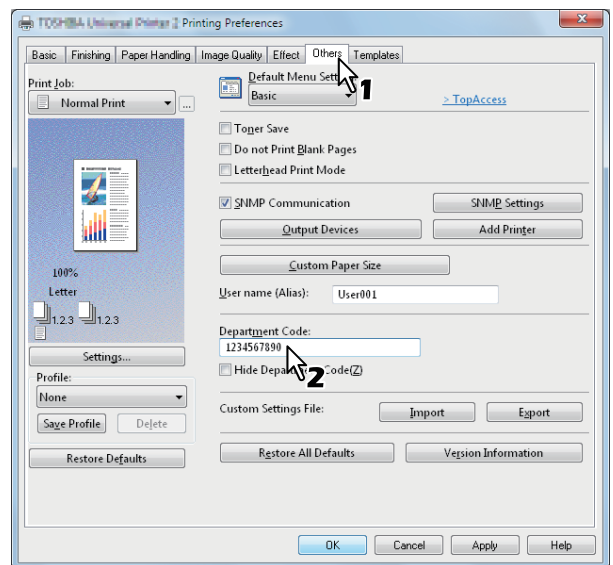 TOSHIBA Universal Printer 2 Printing Preferences
Basic Finishing Paper Handling Image Quality Effect Others Templates
Print Job:
Normal Print
...
Default Menu Sett
Basic
1
> TopAccess
Toner Save
Do not Print Blank Pages
Letterhead Print Mode
SNMP Communication
SNMP Settings
Output Devices
Add Printer
100%
Letter
1.2.3 1.2.3
Custom Paper Size
User name (Alias): User001
Settings...
Department Code:
1234567890
2
Hide Depa Code(Z)
Profile:
None
Save Profile Delete
Custom Settings File: Import Export
Restore Defaults
Restore All Defaults Version Information
OK Cancel Apply Help